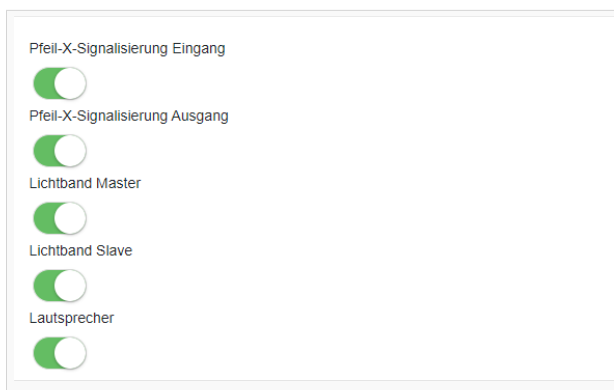 Pfeil-X-Signalisierung Eingang
Pfeil-X-Signalisierung Ausgang
Lichtband Master
Lichtband Slave
Lautsprecher